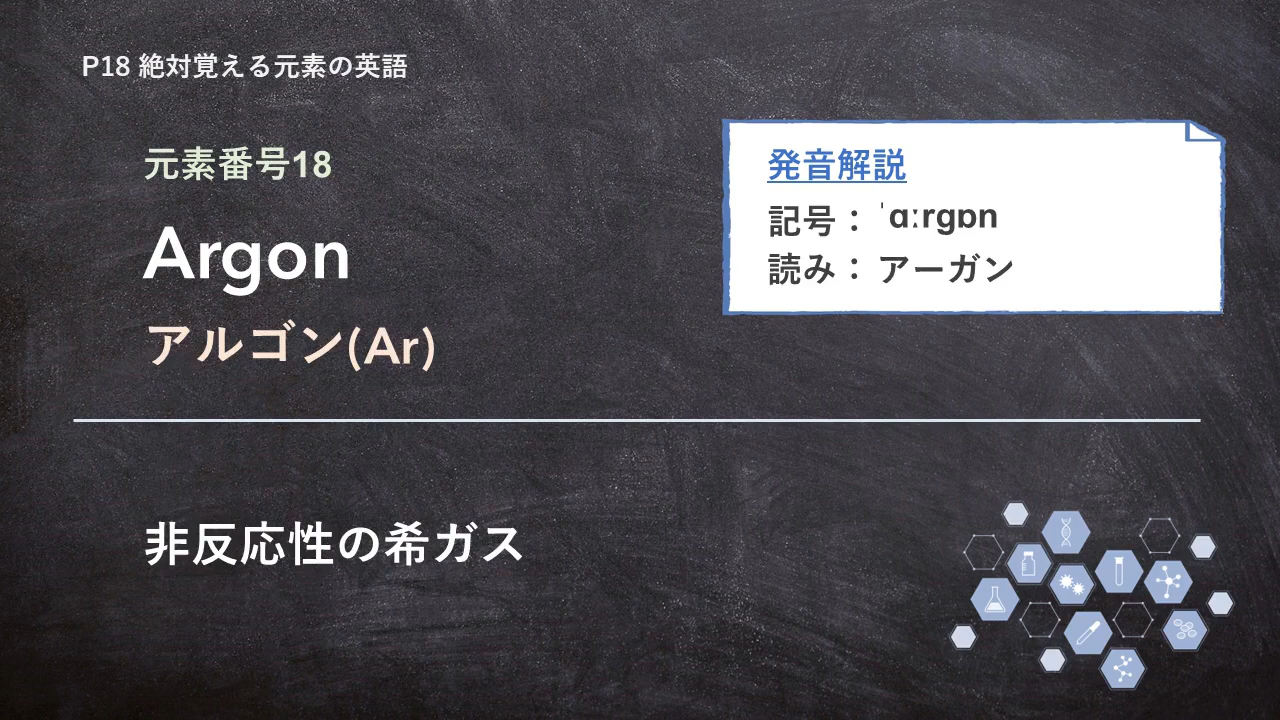 P18 絶対覚える元素の英語
元素番号18
Argon
アルゴン(Ar)
発音解説
記号： ˈɑːrgɒn
読み： アーガン
非反応性の希ガス